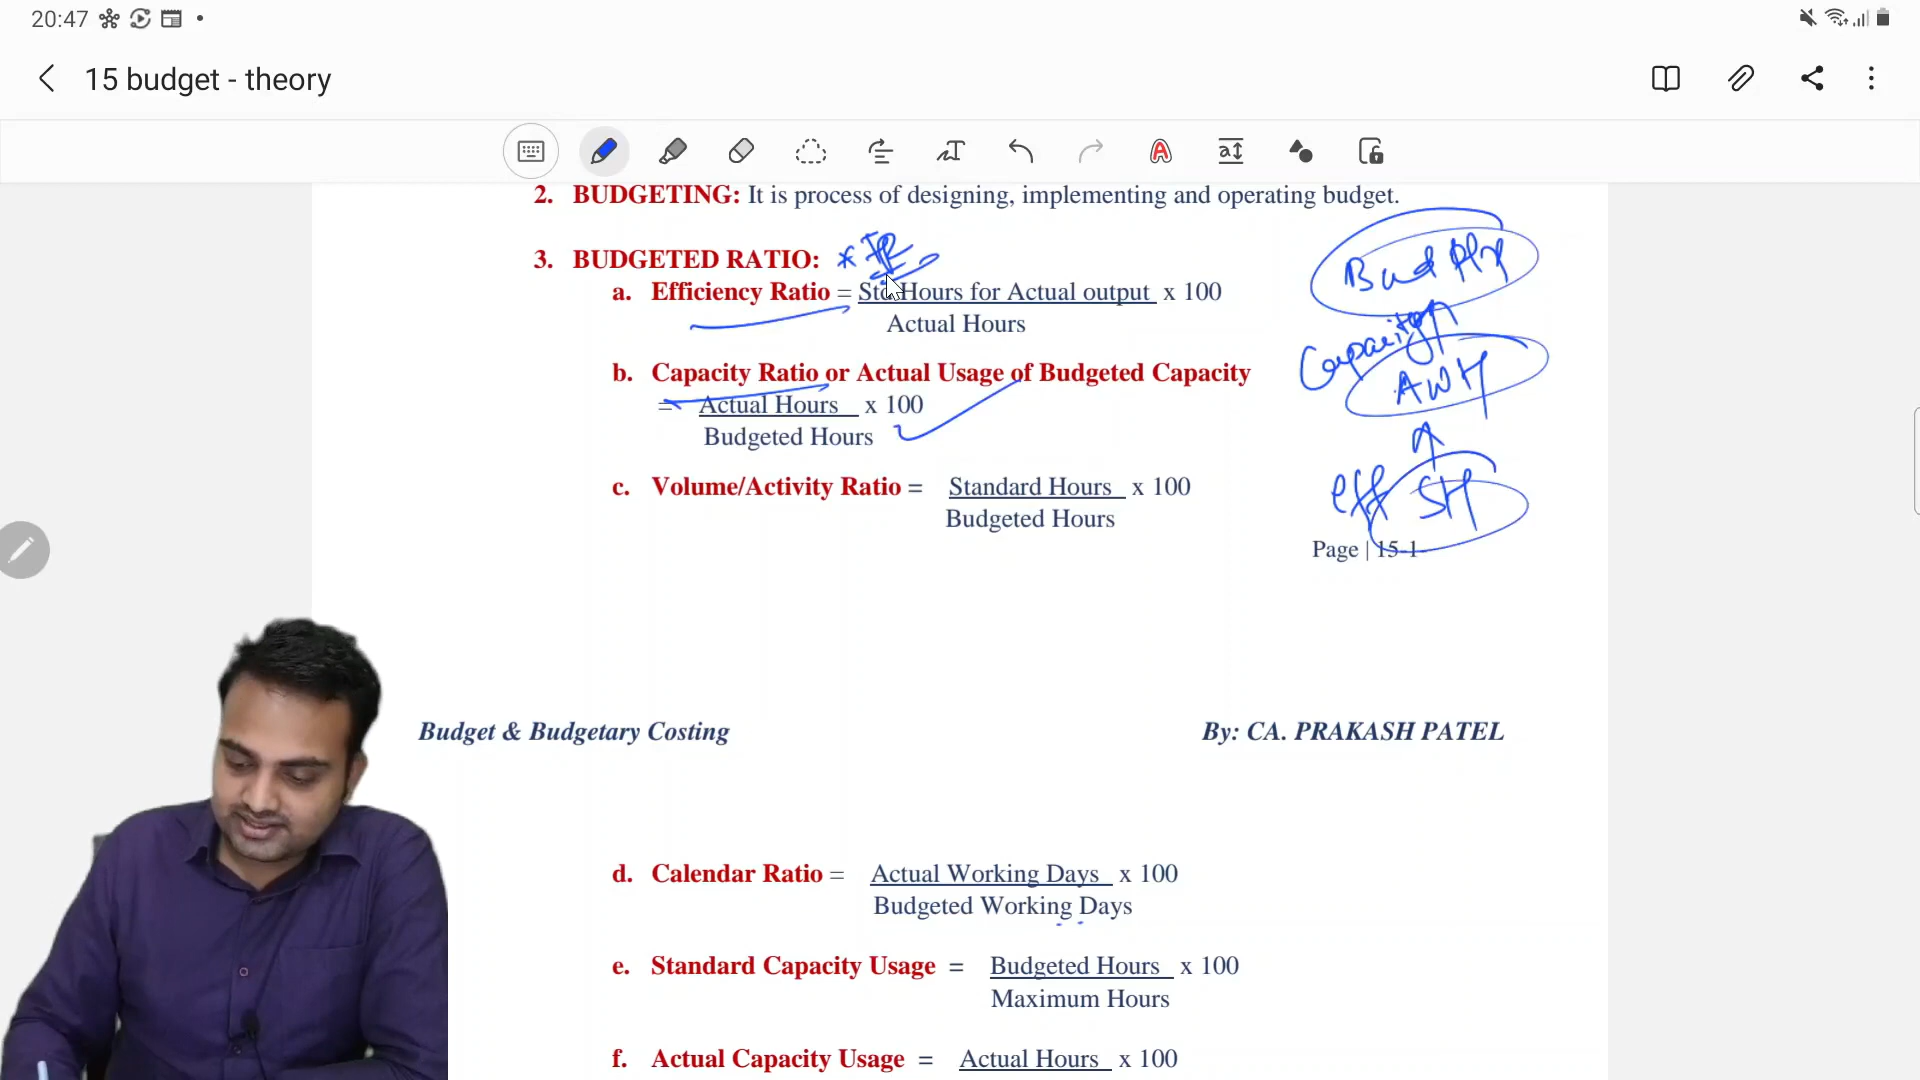 20:47
15 budget - theory
2. BUDGETING: It is process of designing, implementing and operating budget.
3. BUDGETED RATIO: *
a. Efficiency Ratio = Std Hours for Actual output x 100
Actual Hours
b. Capacity Ratio or Actual Usage of Budgeted Capacity
= Actual Hours x 100
Budgeted Hours
c. Volume/Activity Ratio = Standard Hours x 100
Budgeted Hours
Bud
Capacity
AWH
eff SH
Page | 15-1
Budget & Budgetary Costing
By: CA. PRAKASH PATEL
d. Calendar Ratio = Actual Working Days x 100
Budgeted Working Days
e. Standard Capacity Usage = Budgeted Hours x 100
Maximum Hours
f. Actual Capacity Usage = Actual Hours x 100